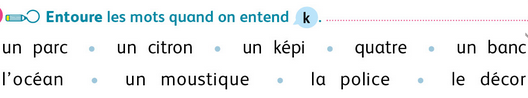 Entoure les mots quand on entend k.
un parc • un citron • un képi • quatre • un banc
l'océan • un moustique • la police • le décor